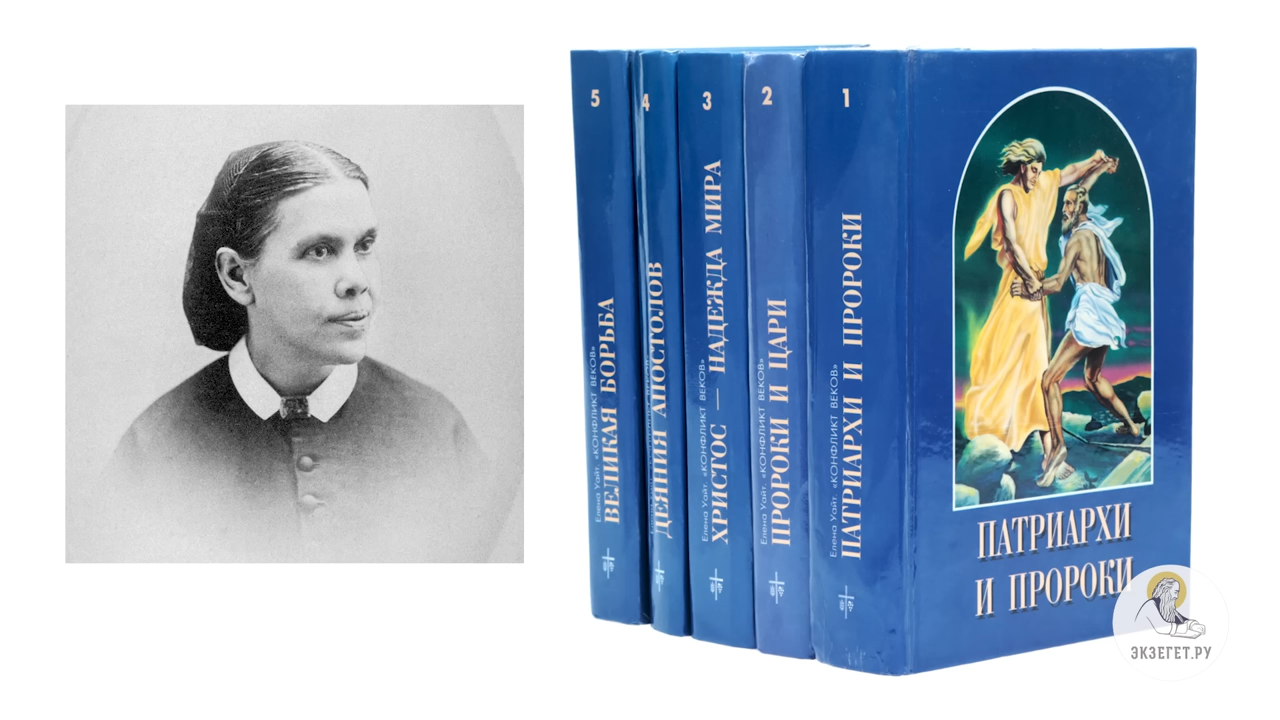 5
Елена Уайт. «КОНФЛИКТ ВЕКОВ»
ВЕЛИКАЯ БОРЬБА
4
ДЕЯНИЯ АПОСТОЛОВ
3
Елена Уайт. «КОНФЛИКТ ВЕКОВ»
ХРИСТОС — НАДЕЖДА МИРА
2
Елена Уайт. «КОНФЛИКТ ВЕКОВ»
ПРОРОКИ И ЦАРИ
1
Елена Уайт. «КОНФЛИКТ ВЕКОВ»
ПАТРИАРХИ И ПРОРОКИ
ПАТРИАРХИ
И ПРОРОКИ
ЭКЗЕГЕТ.РУ